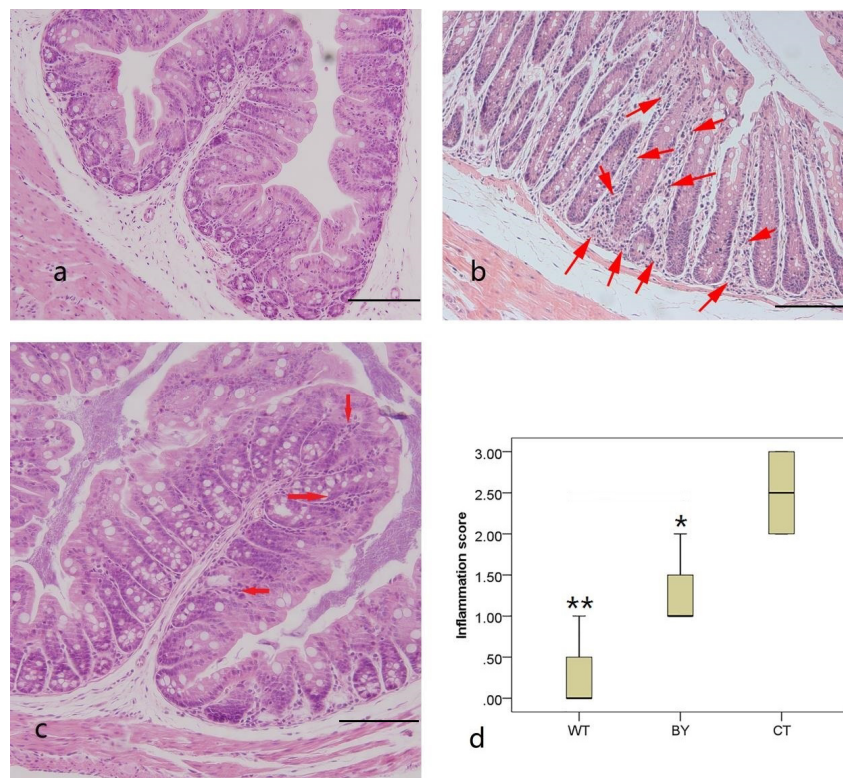 a
b
c
3.00
2.50
2.00
1.50
1.00
.50
.00
Inflammation score
**
*
WT
BY
CT
d